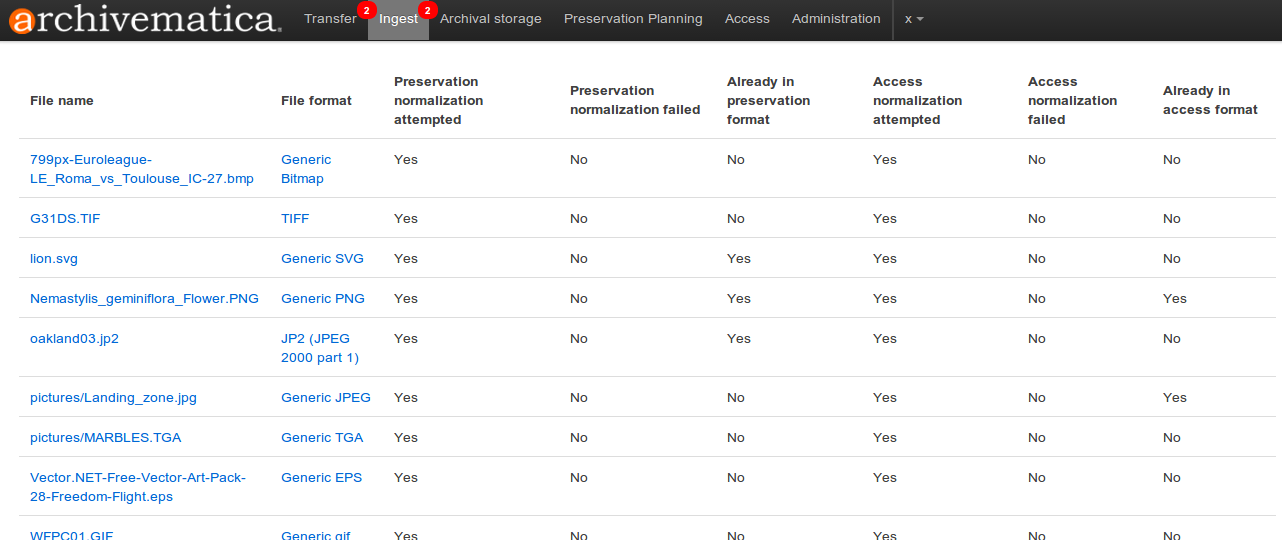 archivematica.
Transfer 2 Ingest 2 Archival storage Preservation Planning Access Administration x
File name File format Preservation normalization attempted Preservation normalization failed Already in preservation format Access normalization attempted Access normalization failed Already in access format
799px-Euroleague-LE_Roma_vs_Toulouse_IC-27.bmp Generic Bitmap Yes No No Yes No No
G31DS.TIF TIFF Yes No No Yes No No
lion.svg Generic SVG Yes No Yes Yes No No
Nemastylis_geminiflora_Flower.PNG Generic PNG Yes No Yes Yes No Yes
oakland03.jp2 JP2 (JPEG 2000 part 1) Yes No Yes Yes No No
pictures/Landing_zone.jpg Generic JPEG Yes No No Yes No Yes
pictures/MARBLES.TGA Generic TGA Yes No No Yes No No
Vector.NET-Free-Vector-Art-Pack-28-Freedom-Flight.eps Generic EPS Yes No No Yes No No
WFPC01.GIF Generic gif Yes No No Yes No No